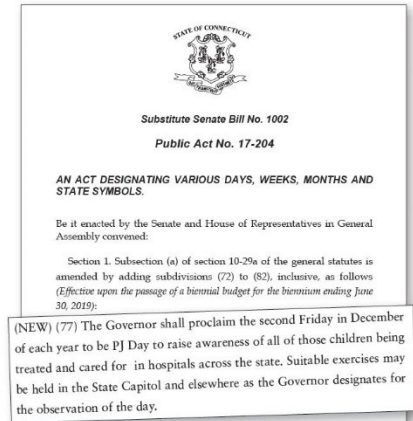 STATE OF CONNECTICUT
Substitute Senate Bill No. 1002
Public Act No. 17-204
AN ACT DESIGNATING VARIOUS DAYS, WEEKS, MONTHS AND
STATE SYMBOLS.
Be it enacted by the Senate and House of Representatives in General
Assembly convened:
Section 1. Subsection (a) of section 10-29a of the general statutes is
amended by adding subdivisions (72) to (82), inclusive, as follows
(Effective upon the passage of a biennial budget for the biennium ending June
30, 2019):
(NEW) (77) The Governor shall proclaim the second Friday in December
of each year to be PJ Day to raise awareness of all of those children being
treated and cared for in hospitals across the state. Suitable exercises may
be held in the State Capitol and elsewhere as the Governor designates for
the observation of the day.